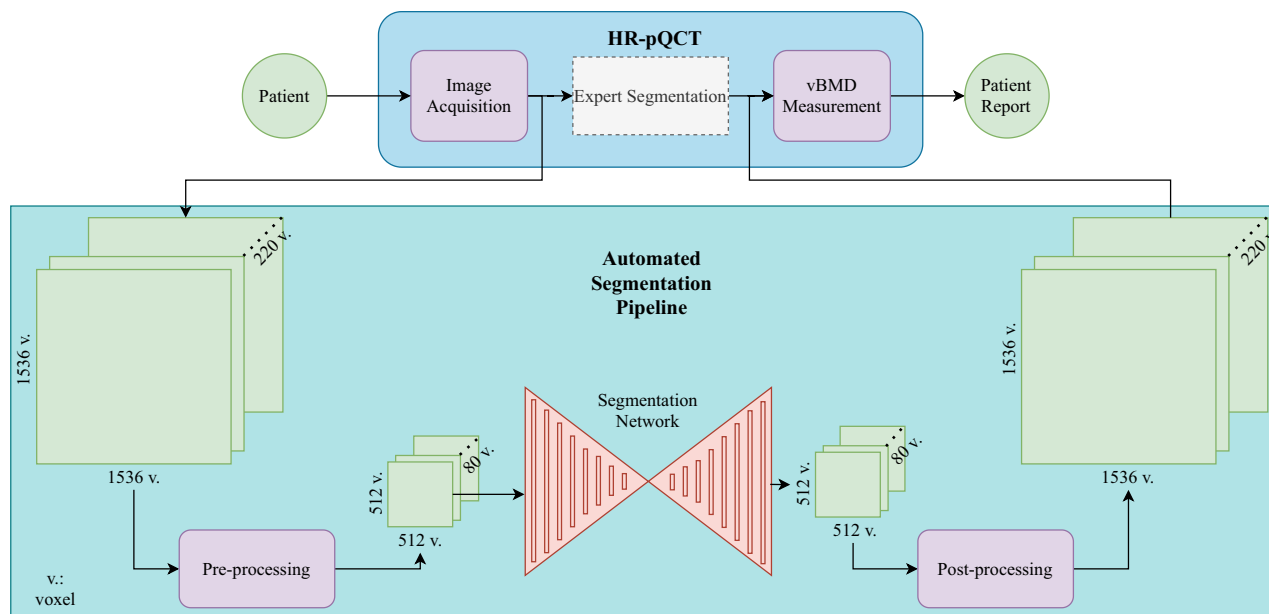 HR-pQCT
Patient
Image
Acquisition
Expert Segmentation
vBMD
Measurement
Patient
Report
Automated
Segmentation
Pipeline
220 v.
1536 v.
1536 v.
Pre-processing
80 v.
512 v.
512 v.
Segmentation
Network
80 v.
512 v.
512 v.
Post-processing
220 v.
1536 v.
1536 v.
v.:
voxel